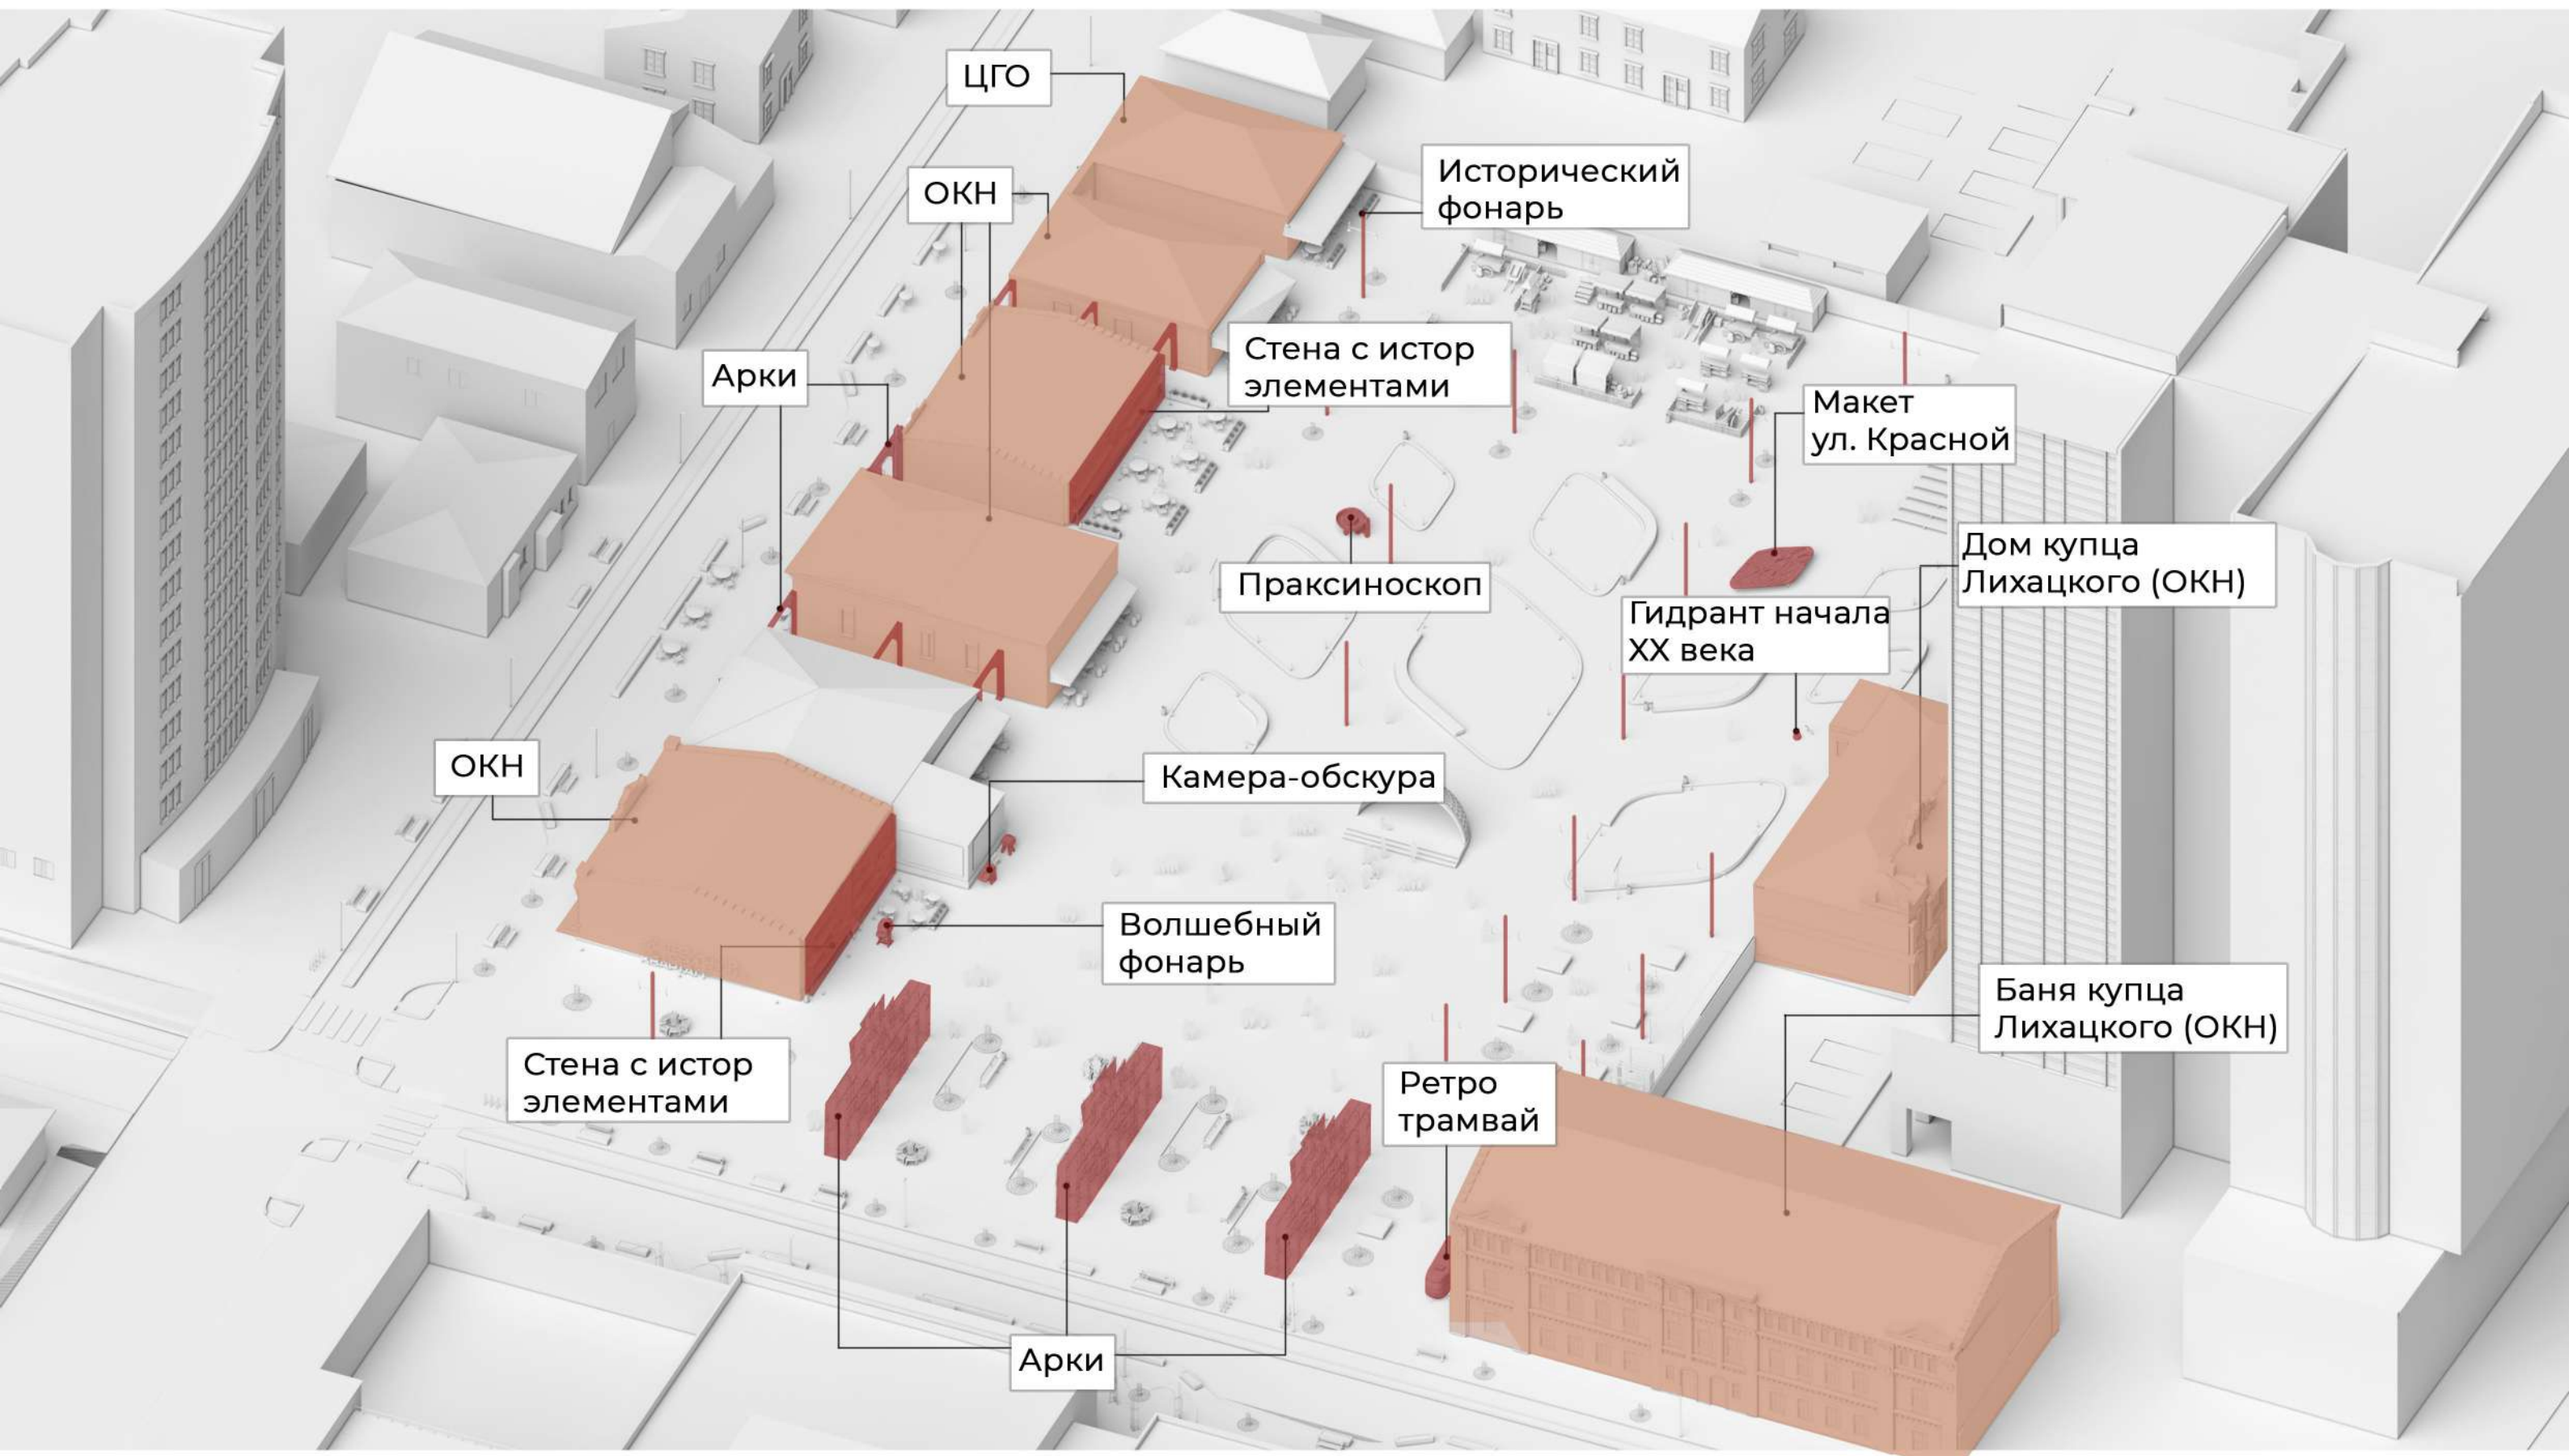 ЦГО
Исторический
фонарь
ОКН
Стена с истор
элементами
Арки
Макет
ул. Красной
Дом купца
Лихацкого (ОКН)
Праксиноскоп
Гидрант начала
XX века
ОКН
Камера-обскура
Волшебный
фонарь
Баня купца
Лихацкого (ОКН)
Стена с истор
элементами
Ретро
трамвай
Арки